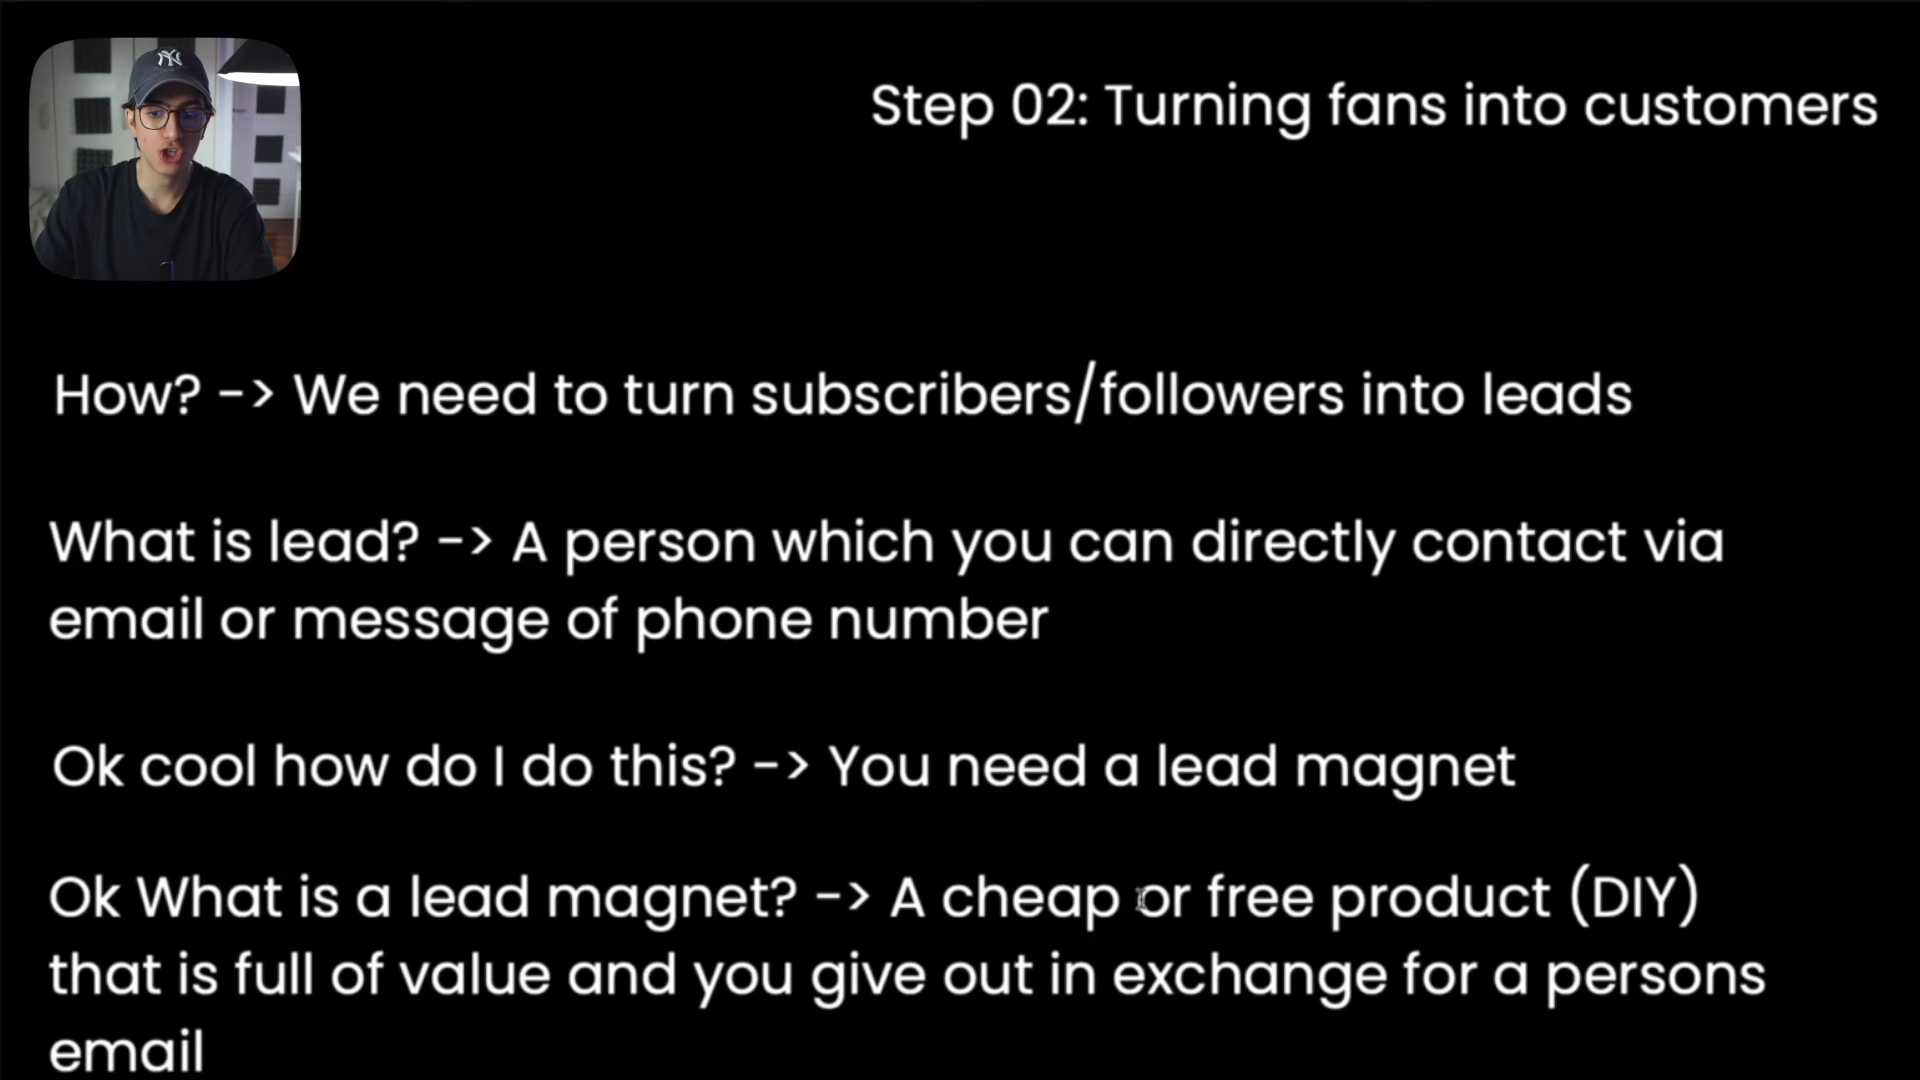 NY
Step 02: Turning fans into customers
How? -> We need to turn subscribers/followers into leads
What is lead? -> A person which you can directly contact via
email or message of phone number
Ok cool how do I do this? -> You need a lead magnet
Ok What is a lead magnet? -> A cheap or free product (DIY)
that is full of value and you give out in exchange for a persons
email